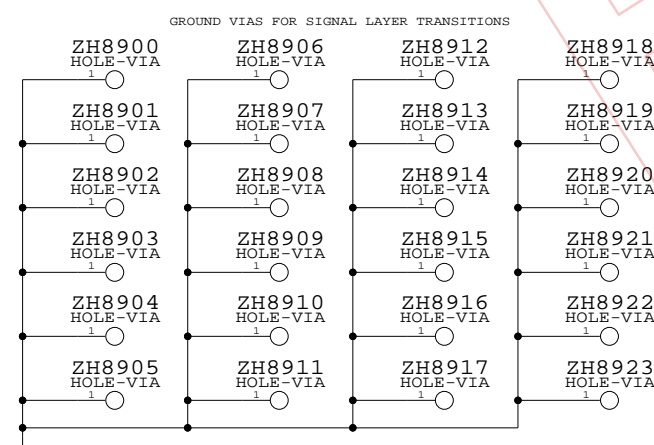 GROUND VIAS FOR SIGNAL LAYER TRANSITIONS
ZH8900 ZH8906 ZH8912 ZH8918
HOLE-VIA HOLE-VIA HOLE-VIA HOLE-VIA
1 1 1 1
ZH8901 ZH8907 ZH8913 ZH8919
HOLE-VIA HOLE-VIA HOLE-VIA HOLE-VIA
1 1 1 1
ZH8902 ZH8908 ZH8914 ZH8920
HOLE-VIA HOLE-VIA HOLE-VIA HOLE-VIA
1 1 1 1
ZH8903 ZH8909 ZH8915 ZH8921
HOLE-VIA HOLE-VIA HOLE-VIA HOLE-VIA
1 1 1 1
ZH8904 ZH8910 ZH8916 ZH8922
HOLE-VIA HOLE-VIA HOLE-VIA HOLE-VIA
1 1 1 1
ZH8905 ZH8911 ZH8917 ZH8923
HOLE-VIA HOLE-VIA HOLE-VIA HOLE-VIA
1 1 1 1